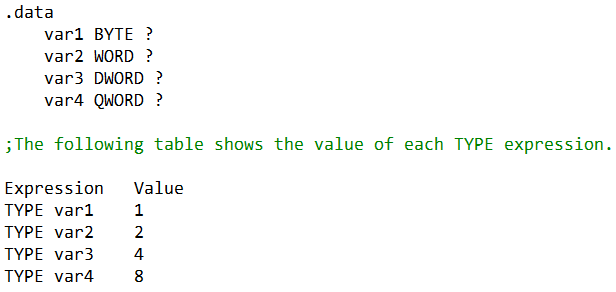 .data
var1 BYTE ?
var2 WORD ?
var3 DWORD ?
var4 QWORD ?
;The following table shows the value of each TYPE expression.
Expression Value
TYPE var1 1
TYPE var2 2
TYPE var3 4
TYPE var4 8